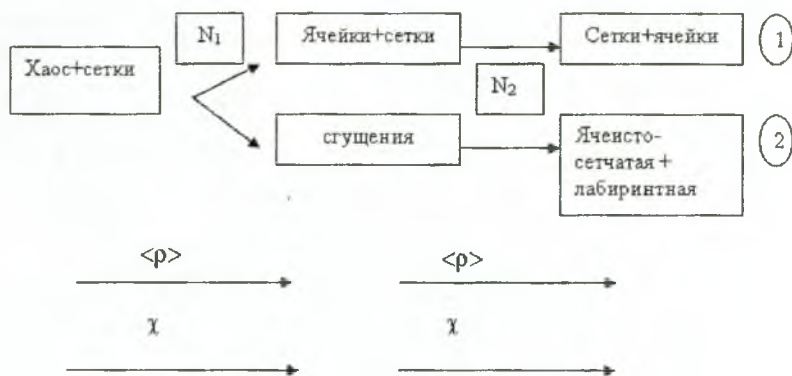 N₁
Ячейки+сетки
Сетки+ячейки
1
Хаос+сетки
N₂
сгущения
Ячеисто-
сетчатая +
лабиринтная
2
<ρ>
<ρ>
χ
χ